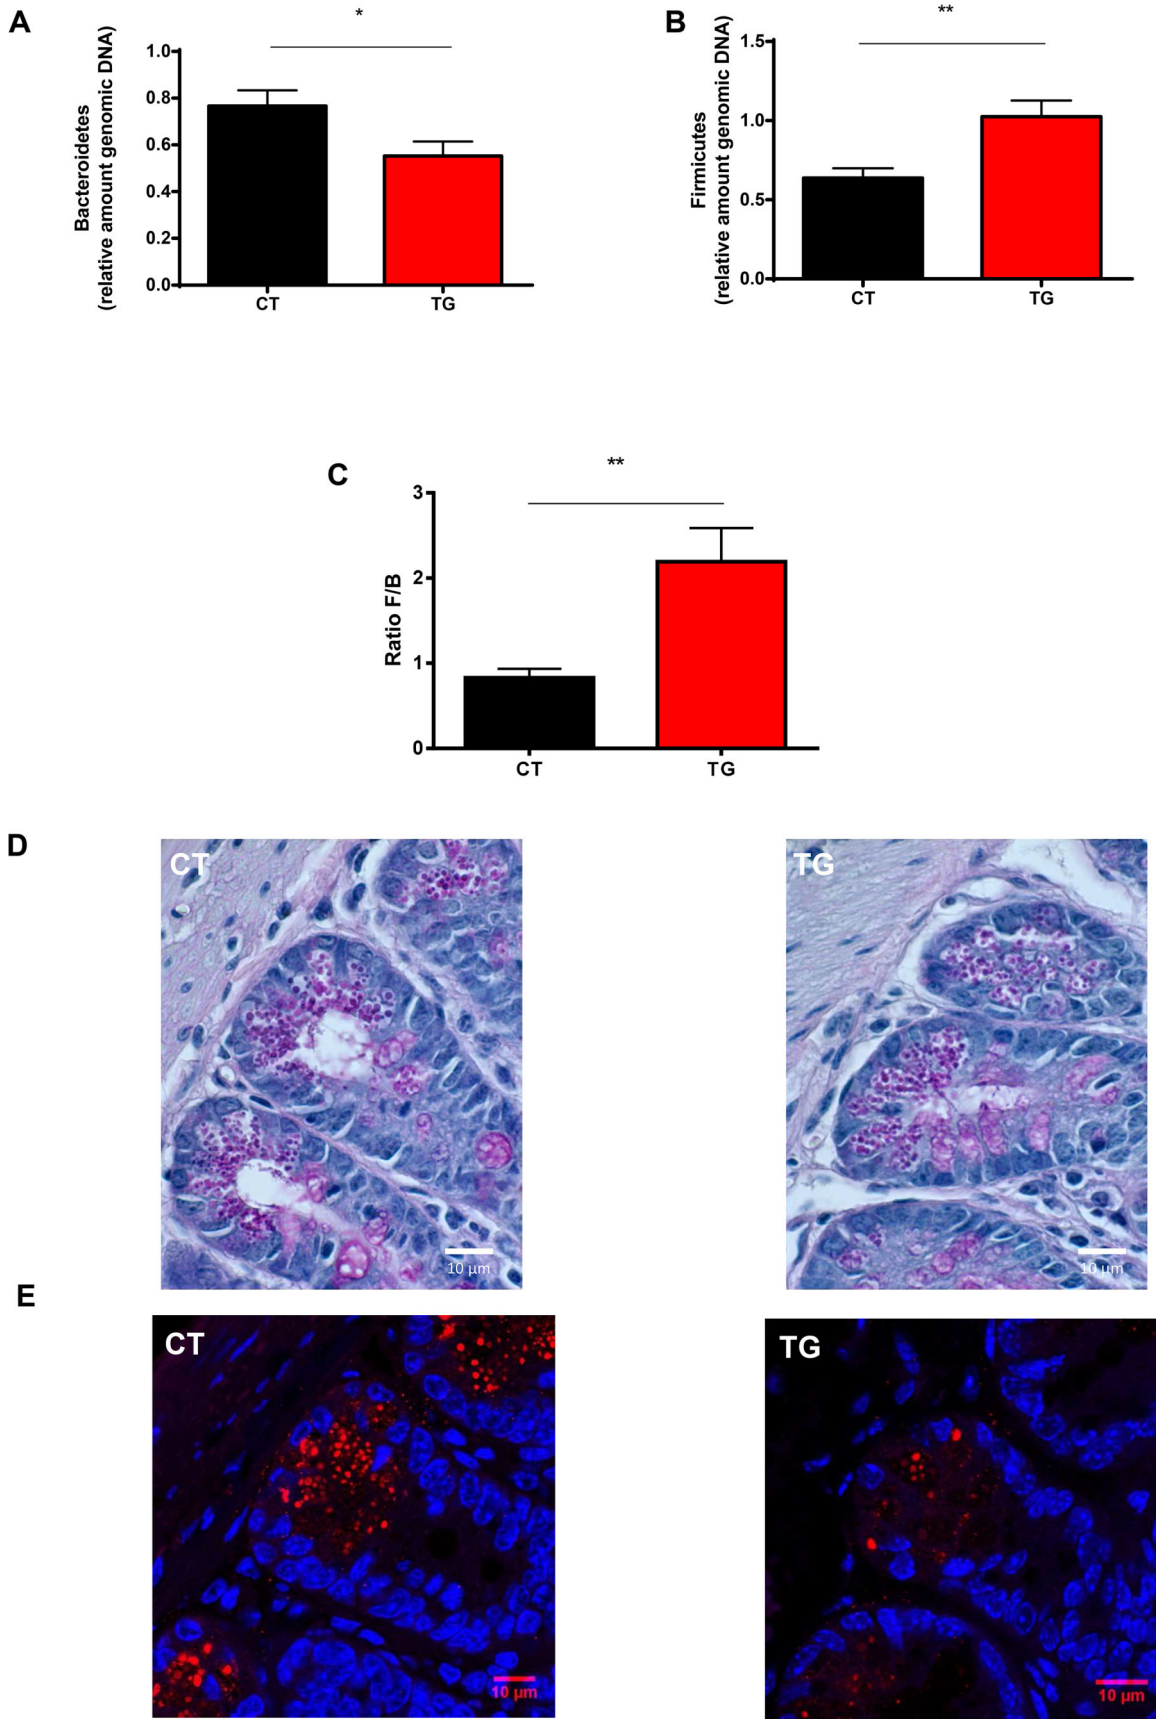 A
*
Bacteroidetes
(relative amount genomic DNA)
1.0
0.8
0.6
0.4
0.2
0.0
CT
TG
B
**
Firmicutes
(relative amount genomic DNA)
1.5
1.0
0.5
0.0
CT
TG
C
**
Ratio F/B
3
2
1
0
CT
TG
D
CT
10 µm
TG
10 µm
E
CT
10 µm
TG
10 µm